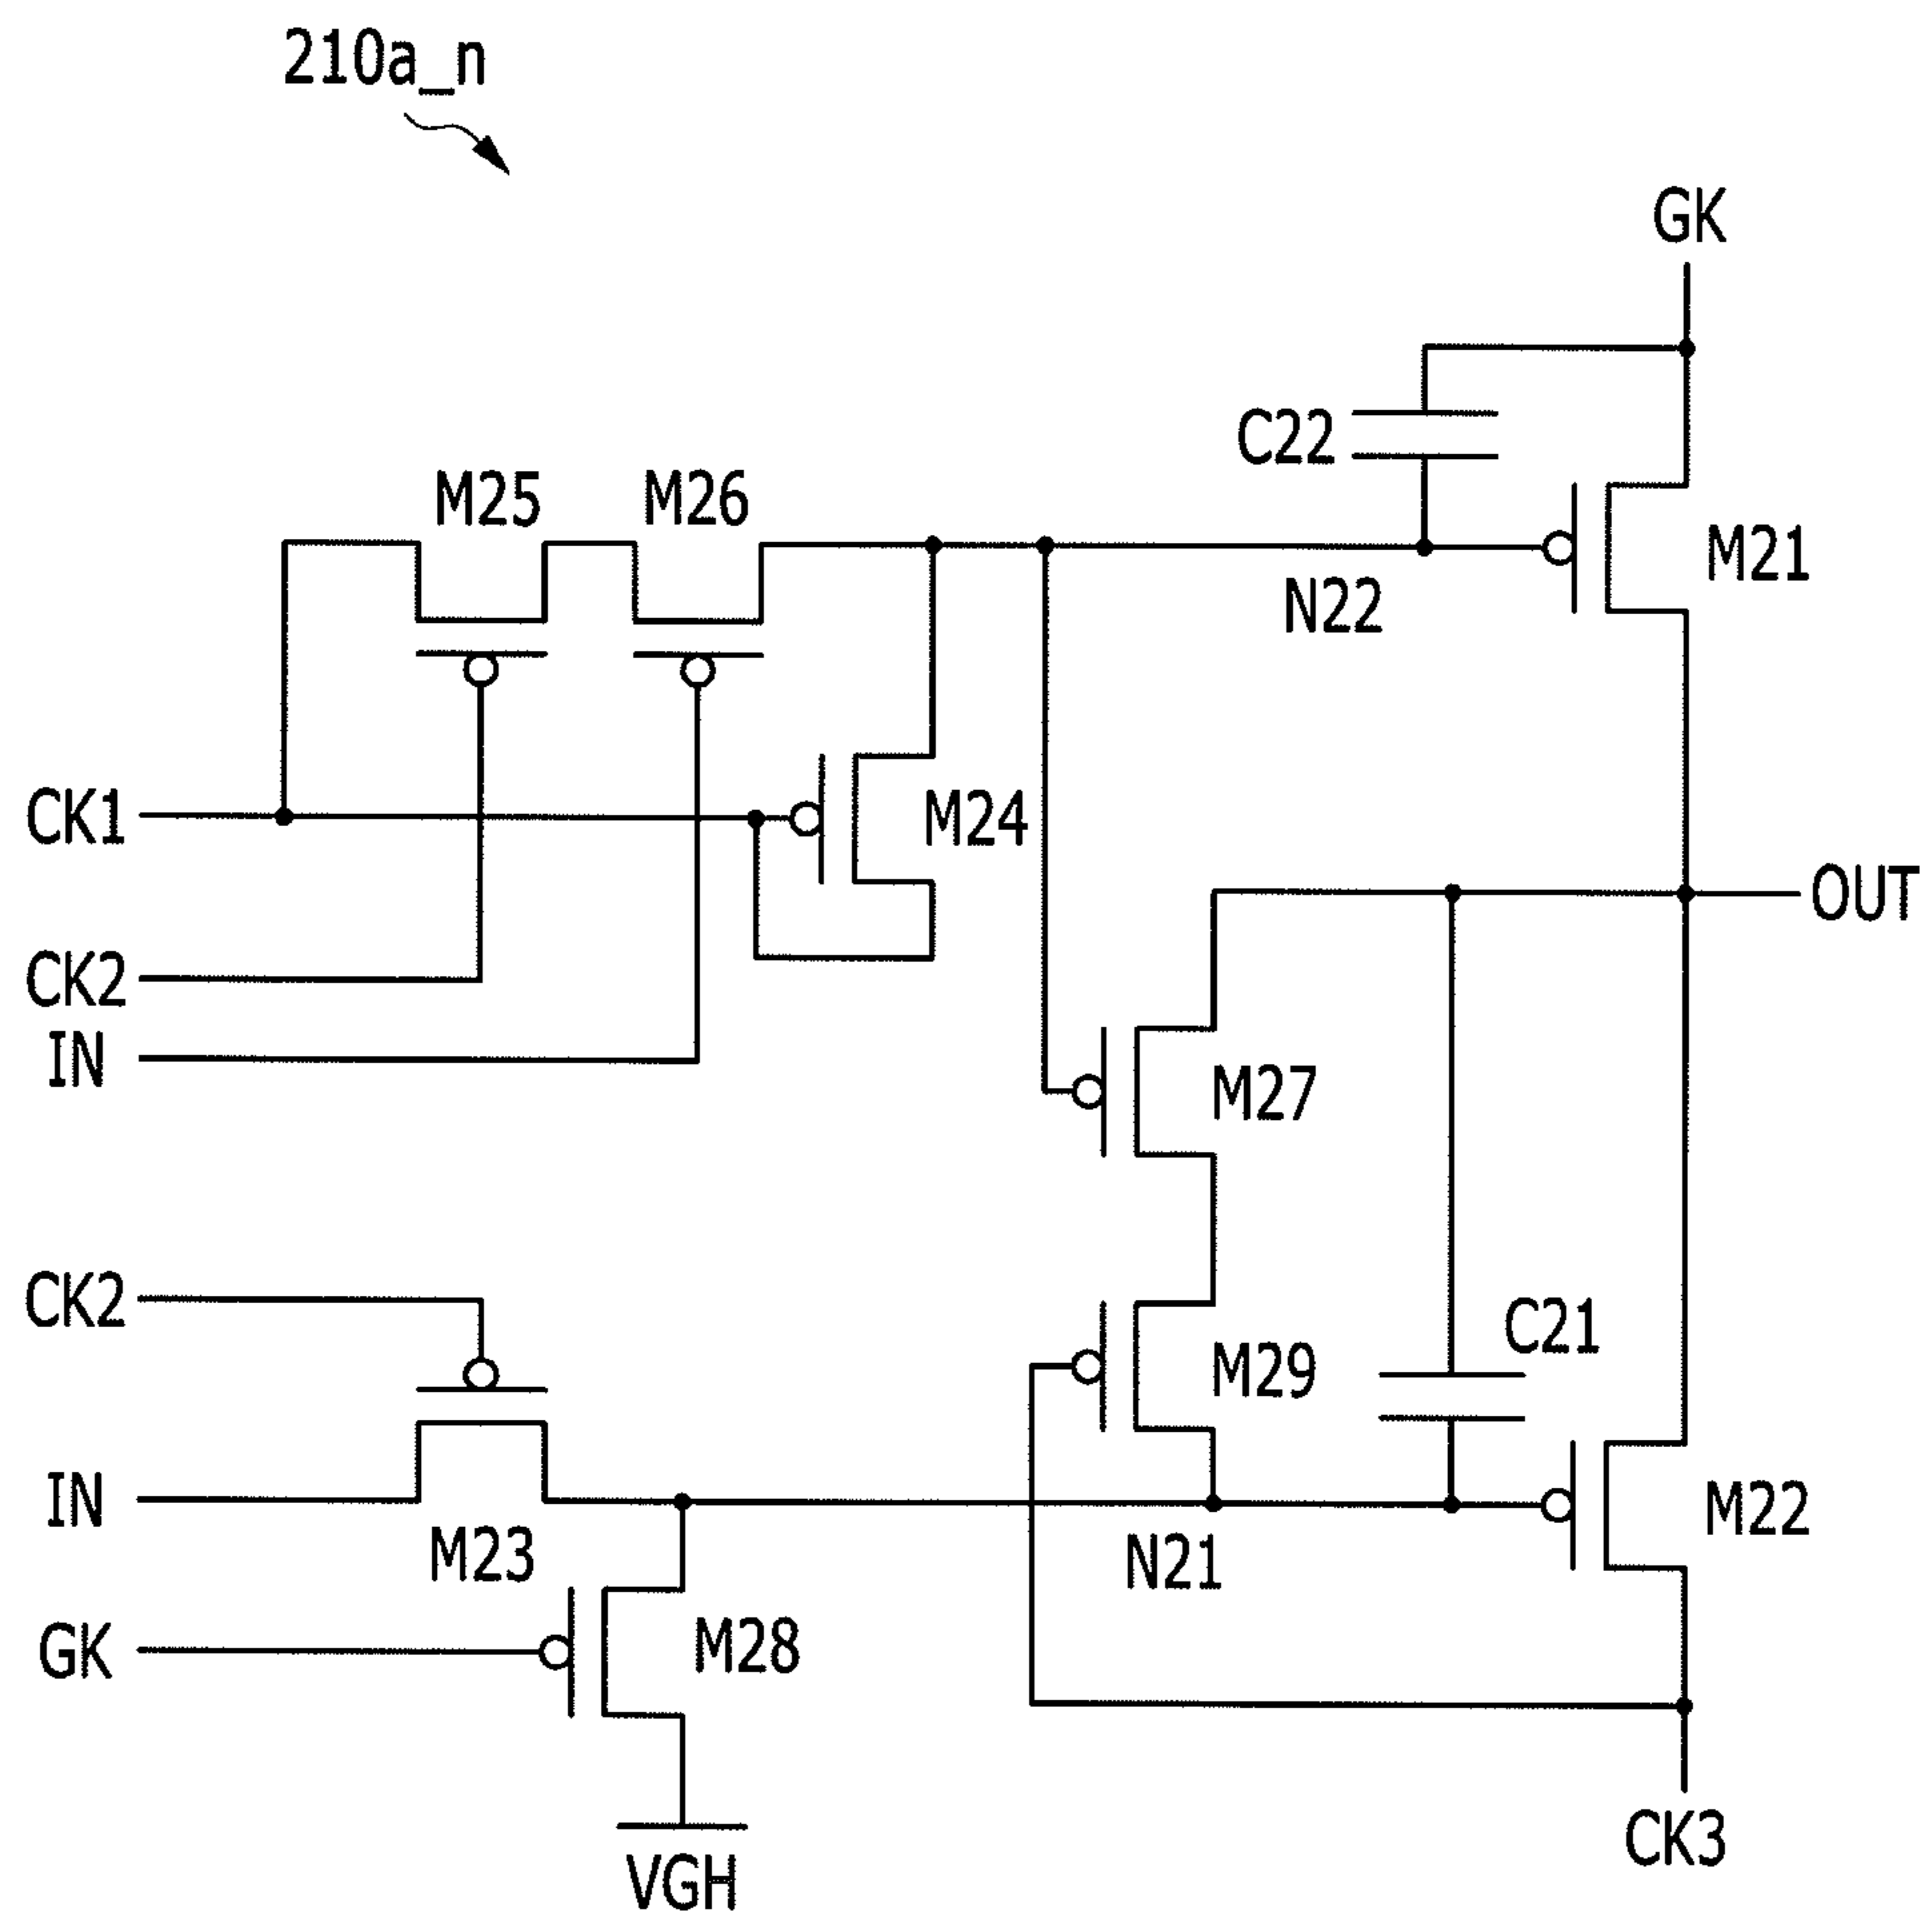 210a_n
GK
C22
M25
M26
M21
N22
CK1
M24
OUT
CK2
IN
M27
CK2
C21
M29
IN
M22
M23
N21
GK
M28
CK3
VGH